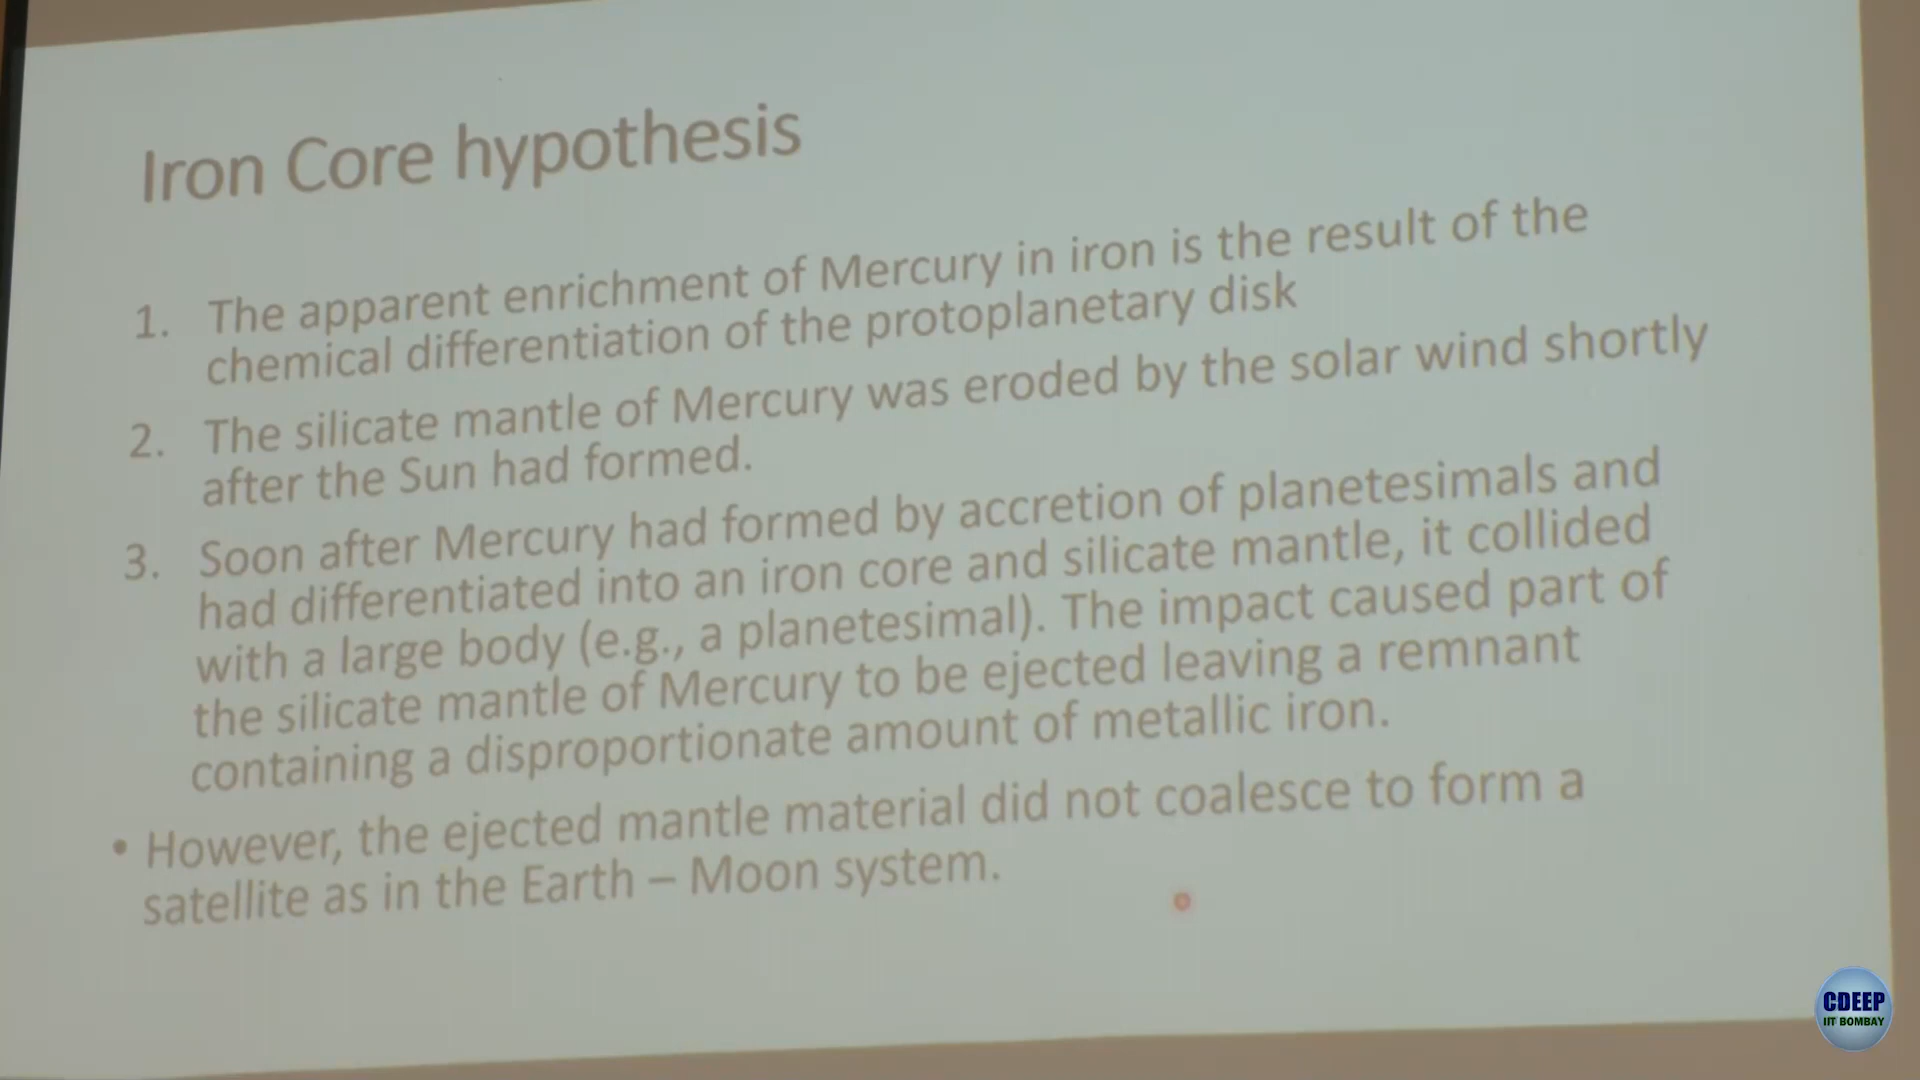 Iron Core hypothesis
1. The apparent enrichment of Mercury in iron is the result of the
chemical differentiation of the protoplanetary disk
2. The silicate mantle of Mercury was eroded by the solar wind shortly
after the Sun had formed.
3. Soon after Mercury had formed by accretion of planetesimals and
had differentiated into an iron core and silicate mantle, it collided
with a large body (e.g., a planetesimal). The impact caused part of
the silicate mantle of Mercury to be ejected leaving a remnant
containing a disproportionate amount of metallic iron.
• However, the ejected mantle material did not coalesce to form a
satellite as in the Earth – Moon system.
CDEEP
IIT BOMBAY